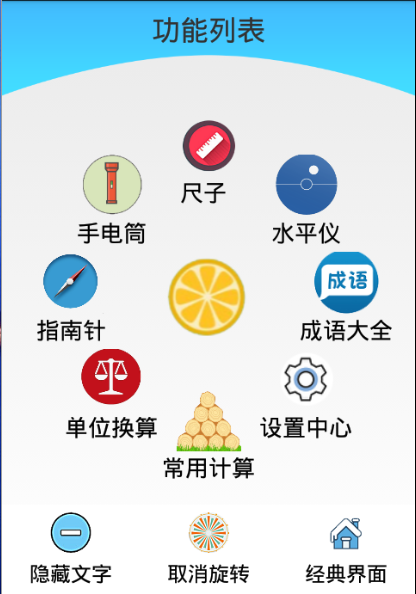 功能列表
尺子
手电筒
水平仪
成语
指南针
成语大全
单位换算
设置中心
常用计算
隐藏文字
取消旋转
经典界面